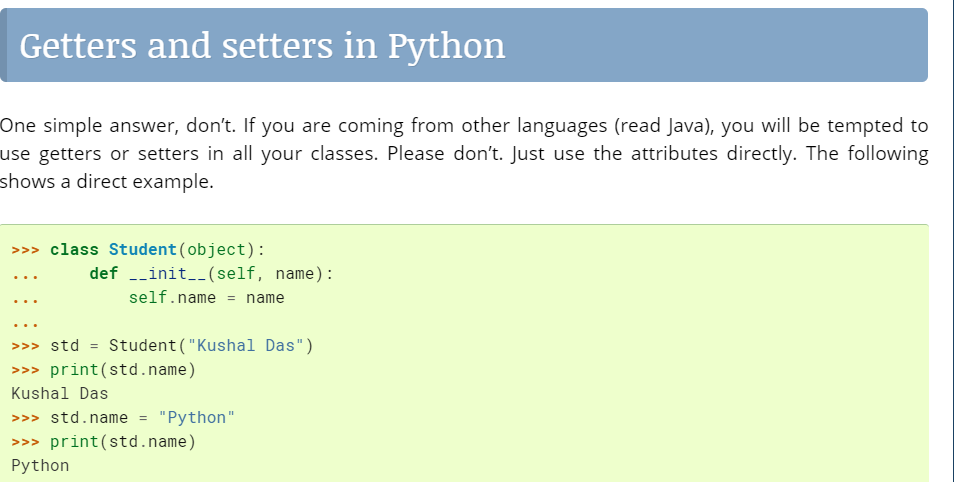 Getters and setters in Python
One simple answer, don’t. If you are coming from other languages (read Java), you will be tempted to
use getters or setters in all your classes. Please don’t. Just use the attributes directly. The following
shows a direct example.
>>> class Student(object):
...     def __init__(self, name):
...         self.name = name
...
>>> std = Student("Kushal Das")
>>> print(std.name)
Kushal Das
>>> std.name = "Python"
>>> print(std.name)
Python